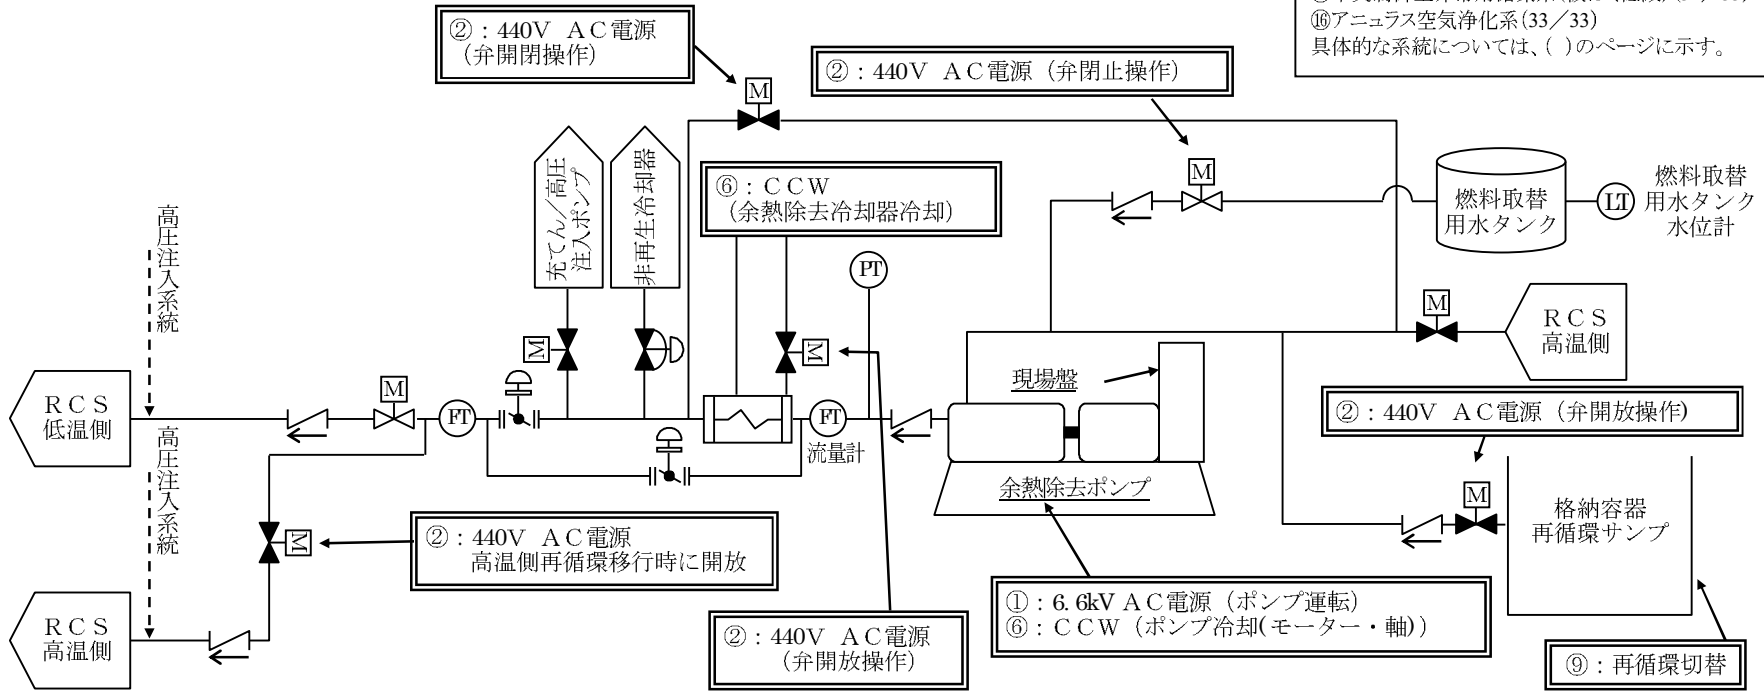 ⑯アニュラス空気浄化系(33／33)
具体的な系統については、( )のページに示す。
②：440V ＡＣ電源
（弁開閉操作）
②：440V ＡＣ電源（弁閉止操作）
M
M
充てん/高圧
注入ポンプ
非再生冷却器
⑥：ＣＣＷ
（余熱除去冷却器冷却）
燃料取替
用水タンク
LT
燃料取替
用水タンク
水位計
高圧注入系統
PT
M
ＲＣＳ
高温側
M
M
現場盤
ＲＣＳ
低温側
M
FT
FT
流量計
②：440V ＡＣ電源（弁開放操作）
高圧注入系統
余熱除去ポンプ
M
格納容器
再循環サンプ
M
②：440V ＡＣ電源
高温側再循環移行時に開放
①：6.6kV ＡＣ電源（ポンプ運転）
⑥：ＣＣＷ（ポンプ冷却(モーター・軸)）
ＲＣＳ
高温側
②：440V ＡＣ電源
（弁開放操作）
⑨：再循環切替